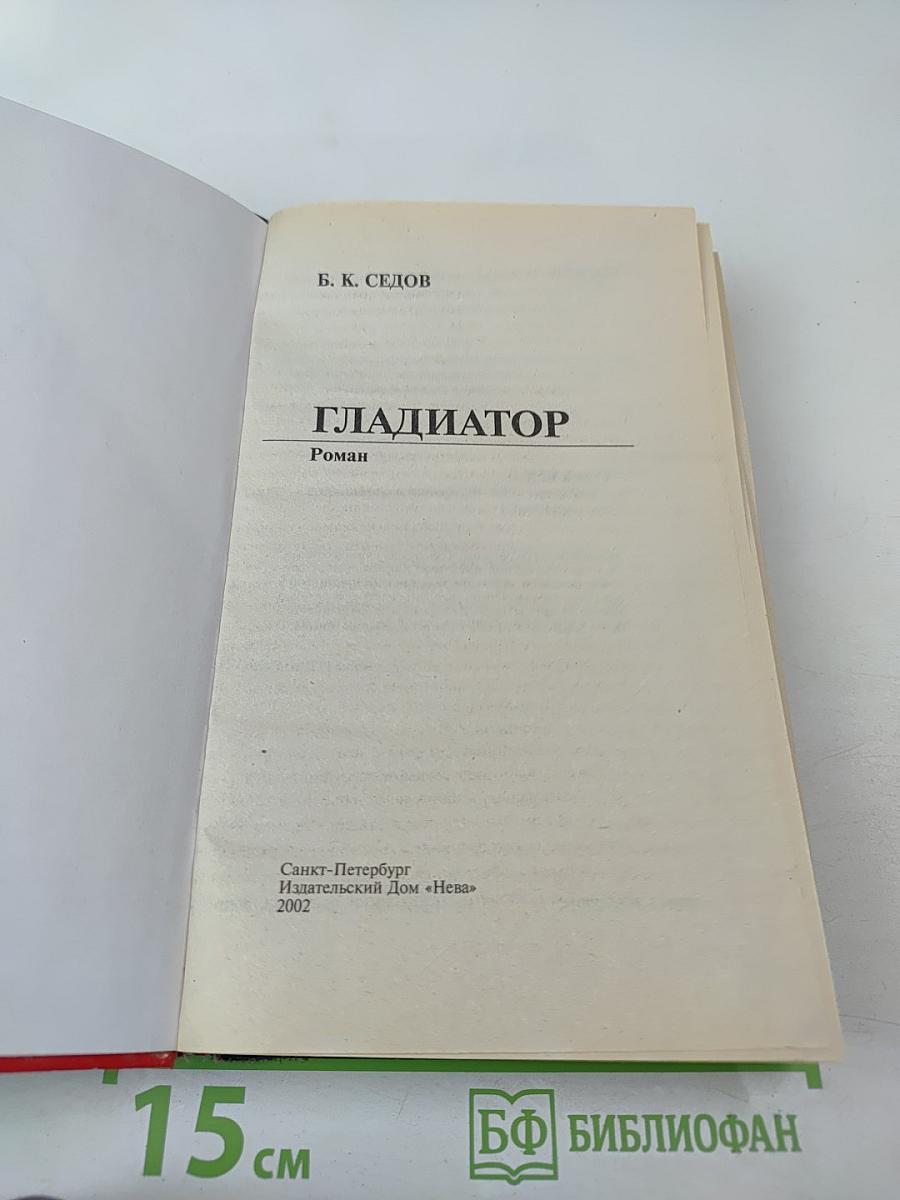 Б. К. СЕДОВ
ГЛАДИАТОР
Роман
Санкт-Петербург
Издательский Дом «Нева»
2002
15 см
БФ БИБЛИОФАН